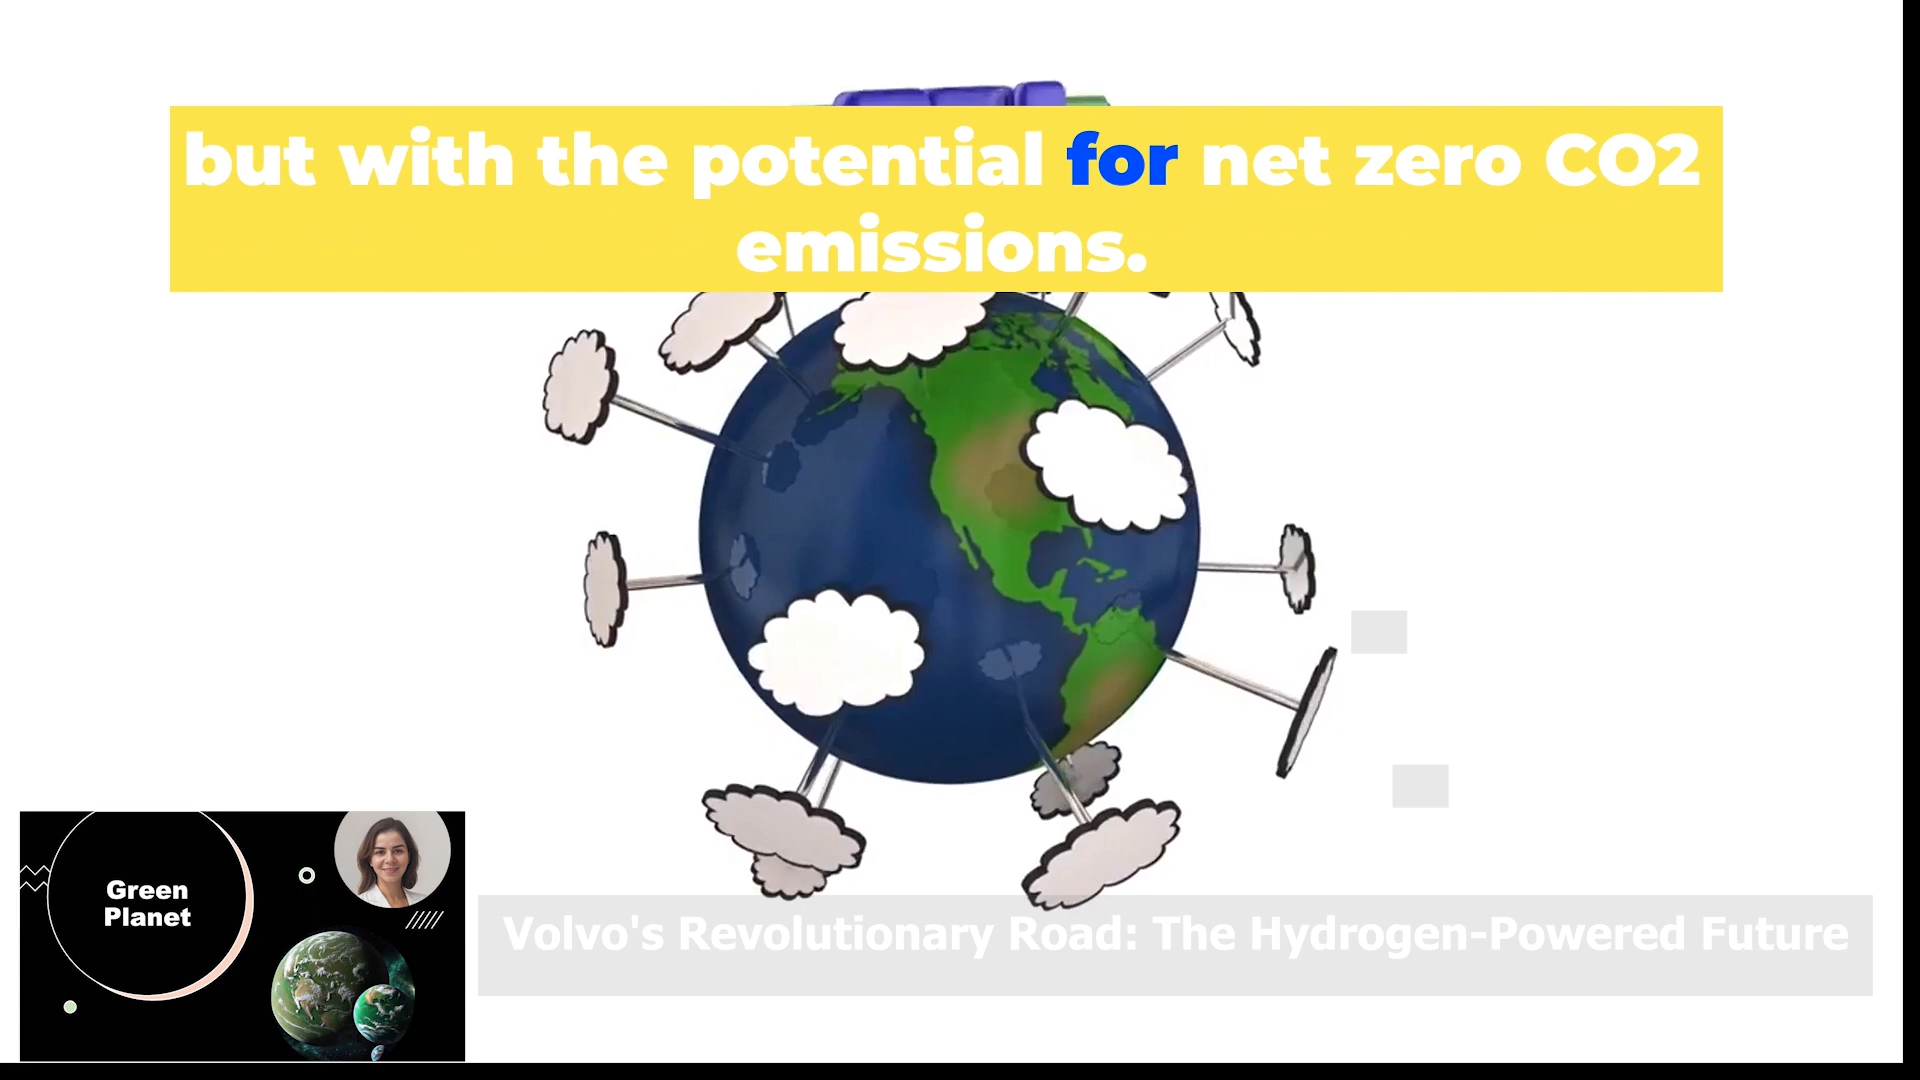 but with the potential for net zero CO2
emissions.
Green
Planet
Volvo's Revolutionary Road: The Hydrogen-Powered Future